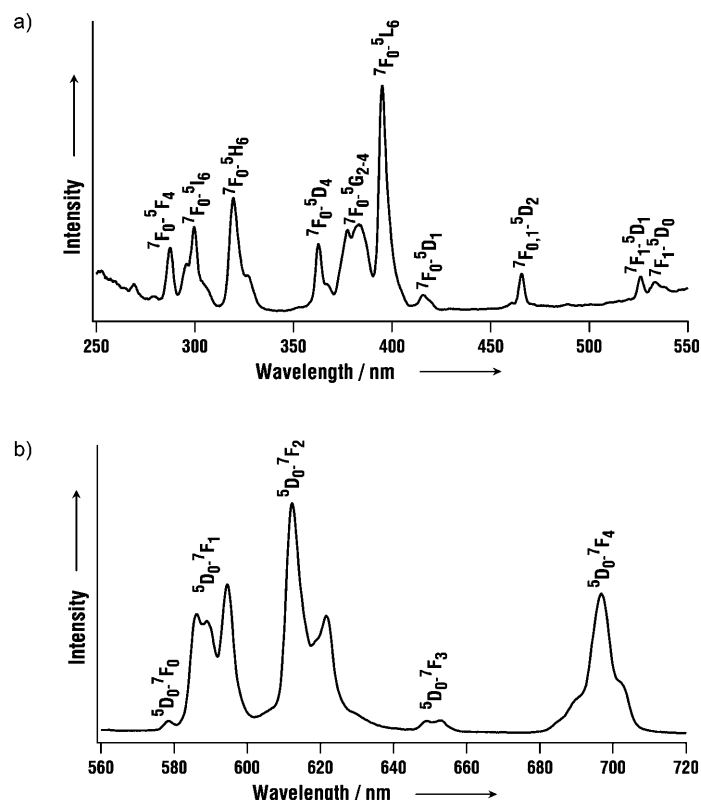 a)
Intensity
⁷F₀-⁵F₄
⁷F₀-⁵I₆
⁷F₀-⁵H₆
⁷F₀-⁵D₄
⁷F₀-⁵G₂₋₄
⁷F₀-⁵L₆
⁷F₀-⁵D₁
⁷F₀,₁-⁵D₂
⁷F₁-⁵D₁
⁷F₁-⁵D₀
250 300 350 400 450 500 550
Wavelength / nm
b)
Intensity
⁵D₀-⁷F₀
⁵D₀-⁷F₁
⁵D₀-⁷F₂
⁵D₀-⁷F₃
⁵D₀-⁷F₄
560 580 600 620 640 660 680 700 720
Wavelength / nm